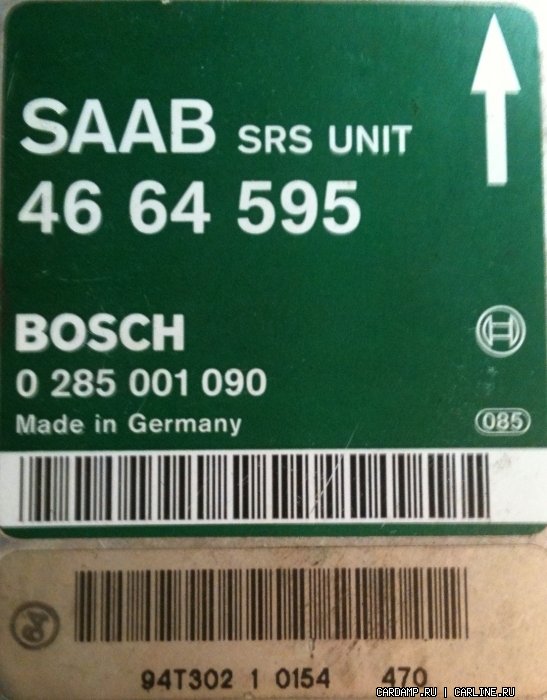 SAAB SRS UNIT
46 64 595
BOSCH
0 285 001 090
Made in Germany
085
94T302 1 0154 470
CARDAMP.RU | CARLINE.RU